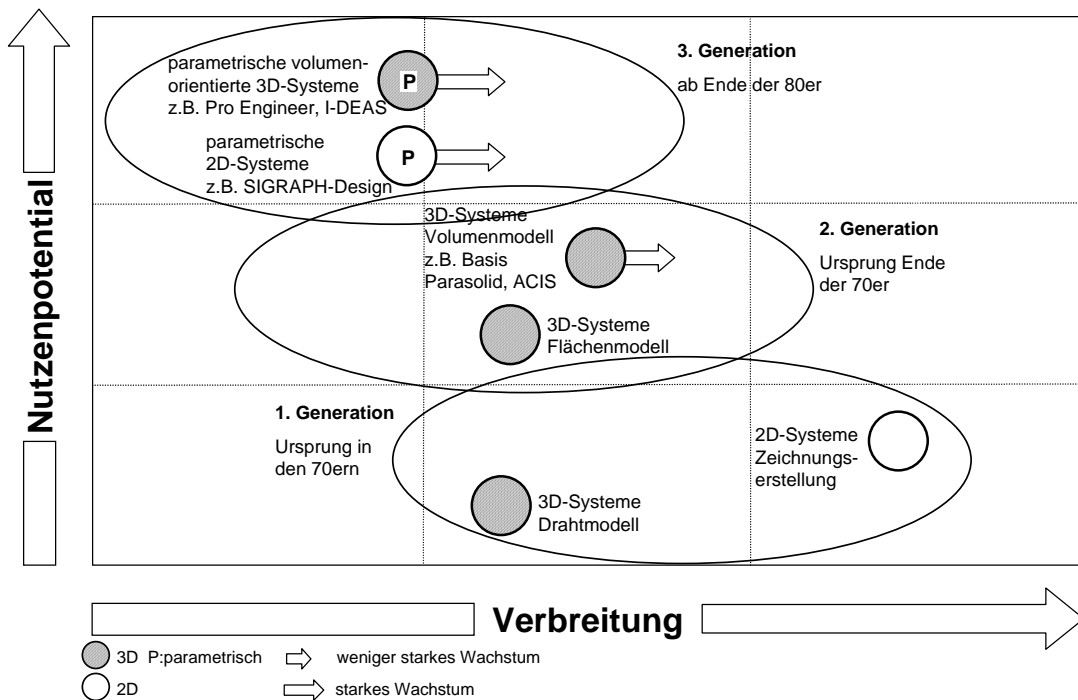 parametrische volumen-
orientierte 3D-Systeme
z.B. Pro Engineer, I-DEAS
P
3. Generation
ab Ende der 80er
parametrische
2D-Systeme
z.B. SIGRAPH-Design
P
3D-Systeme
Volumenmodell
z.B. Basis
Parasolid, ACIS
2. Generation
Ursprung Ende
der 70er
3D-Systeme
Flächenmodell
1. Generation
Ursprung in
den 70ern
2D-Systeme
Zeichnungs-
erstellung
3D-Systeme
Drahtmodell
Nutzenpotential
Verbreitung
3D P:parametrisch
weniger starkes Wachstum
2D
starkes Wachstum